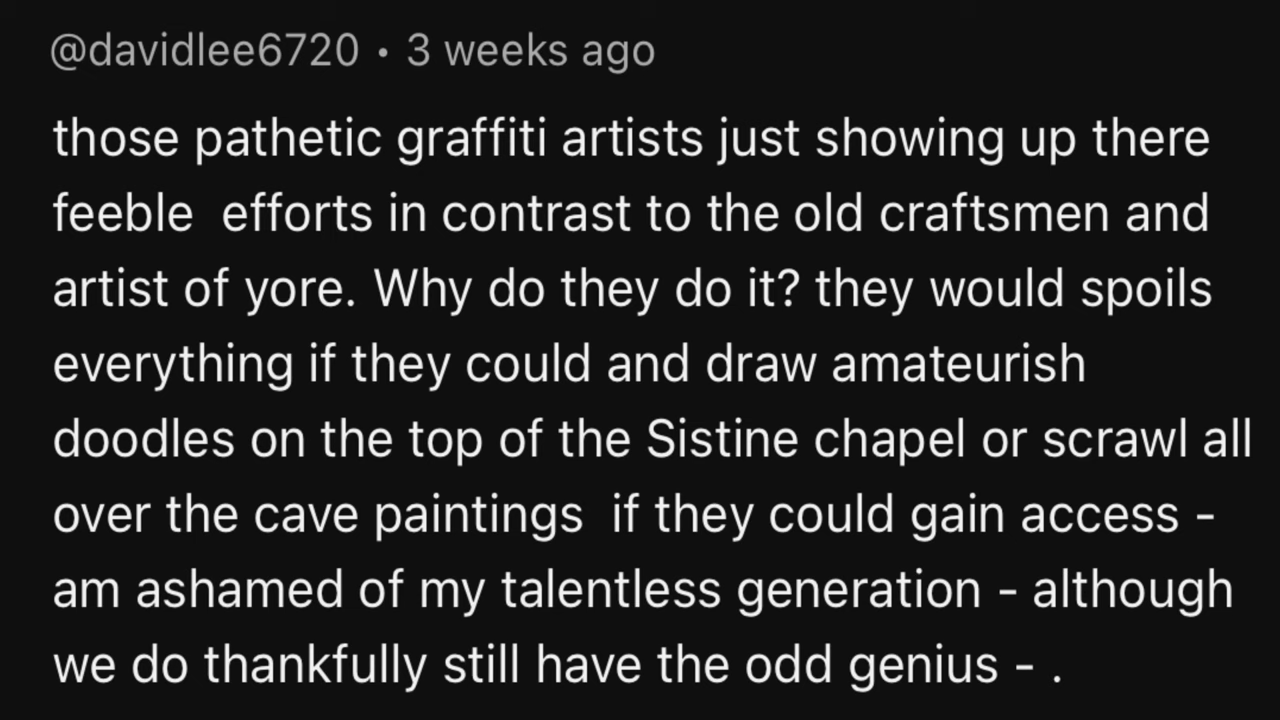 @davidlee6720 • 3 weeks ago
those pathetic graffiti artists just showing up there
feeble  efforts in contrast to the old craftsmen and
artist of yore. Why do they do it? they would spoils
everything if they could and draw amateurish
doodles on the top of the Sistine chapel or scrawl all
over the cave paintings  if they could gain access -
am ashamed of my talentless generation - although
we do thankfully still have the odd genius - .